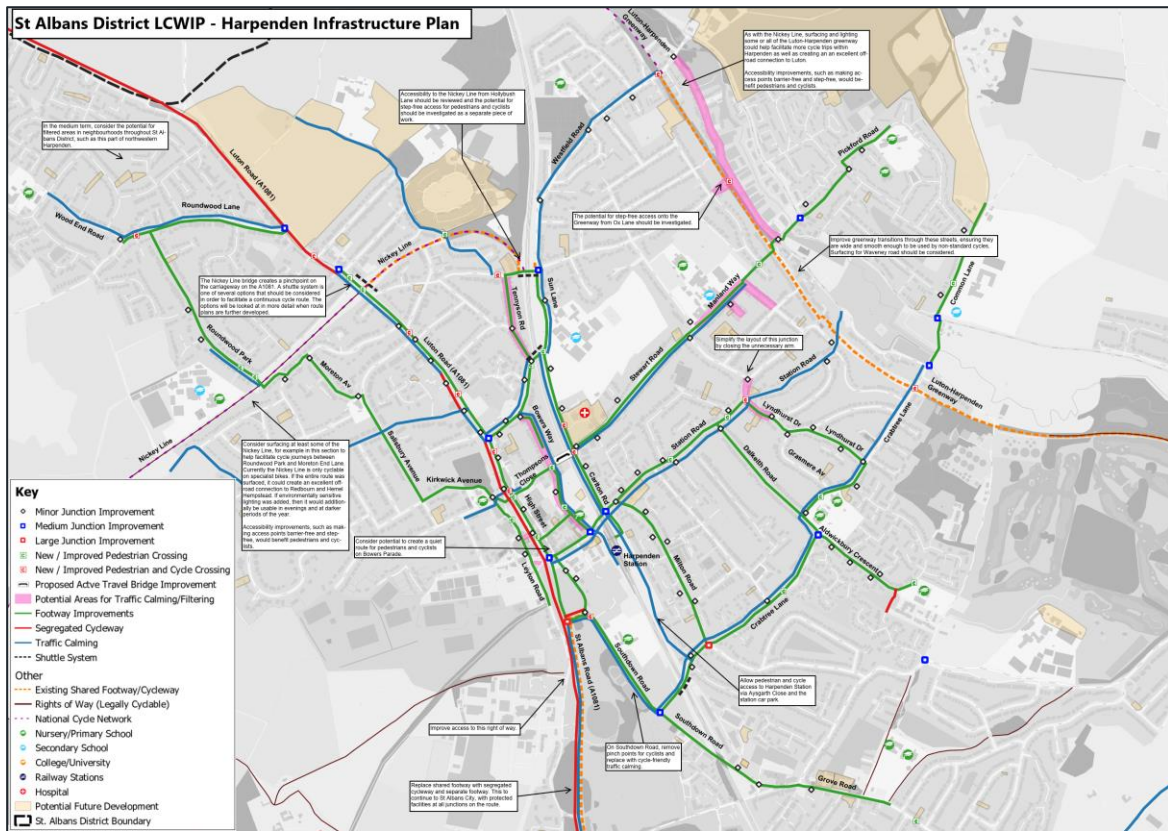 St Albans District LCWIP - Harpenden Infrastructure Plan
Luton-Harpenden
Greenway
As with the Nickey Line, surfacing and lighting
some or all of the Luton-Harpenden greenway
could help facilitate more cycle trips within
Harpenden as well as creating an an excellent off-
road connection to Luton.
Accessibility improvements, such as making
access points barrier-free and step-free, would be-
nefit pedestrians and cyclists.
Accessibility to the Nickey Line from Hollybush
Lane should be reviewed and the potential for
step-free access for pedestrians and cyclists
should be investigated as a separate piece of
work.
In the medium term, consider the potential for
filtered areas in neighbourhoods throughout St Al-
bans District, such as this part of northwestern
Harpenden.
Luton Road (A1081)
Westfield Road
Pickford Road
Roundwood Lane
Wood End Road
The potential for step-free access onto the
Greenway from Ox Lane should be investigated.
Improve greenway transitions through these streets, ensuring they
are wide and smooth enough to be used by non-standard cycles.
Surfacing for Waveney road should be considered.
Nickey Line
The Nickey Line bridge creates a pinchpoint on
the carriageway on the A1081. A shuttle system is
one of several options that should be considered
in order to facilitate a continuous cycle route. The
options will be looked at in more detail when route
plans are further developed.
Tennyson Rd
Sun Lane
Manland Way
Common Lane
Roundwood Park
Moreton Av
Luton Road (A1081)
Stewart Road
Simplify the layout of this junction
by closing the unnecessary arm.
Station Road
Luton-Harpenden
Greenway
Crabtree Lane
Nickey Line
Salisbury Avenue
Bowers Way
Station Road
Lyndhurst Dr
Lyndhurst Dr
Grasmere Av
Dalkeith Road
Consider surfacing at least some of the
Nickey Line, for example in this section to
help facilitate cycle journeys between
Roundwood Park and Moreton End Lane.
Currently the Nickey Line is only cyclable
on specialist bikes. If the entire route was
surfaced, it could create an excellent off-
road connection to Redbourn and Hemel
Hempstead. If environmentally sensitive
lighting was added, then it would addition-
ally be usable in evenings and at darker
periods of the year.
Accessibility improvements, such as mak-
ing access points barrier-free and step-
free, would benefit pedestrians and cyc-
lists.
Kirkwick Avenue
Thompsons
Close
High Street
Carlton Rd
Consider potential to create a quiet
route for pedestrians and cyclists
on Bowers Parade.
Harpenden
Station
Milton Road
Aldwickbury Crescent
Leyton Road
Crabtree Lane
St Albans Road (A1081)
Southdown Road
Allow pedestrian and cycle
access to Harpenden Station
via Aysgarth Close and the
station car park.
Improve access to this right of way.
On Southdown Road, remove
pinch points for cyclists and
replace with cycle-friendly
traffic calming.
Southdown Road
Grove Road
Replace shared footway with segregated
cycleway and separate footway. This to
continue to St Albans City, with protected
facilities at all junctions on the route.
Key
Minor Junction Improvement
Medium Junction Improvement
Large Junction Improvement
New / Improved Pedestrian Crossing
New / Improved Pedestrian and Cycle Crossing
Proposed Actve Travel Bridge Improvement
Potential Areas for Traffic Calming/Filtering
Footway Improvements
Segregated Cycleway
Traffic Calming
Shuttle System
Other
Existing Shared Footway/Cycleway
Rights of Way (Legally Cyclable)
National Cycle Network
Nursery/Primary School
Secondary School
College/University
Railway Stations
Hospital
Potential Future Development
St. Albans District Boundary